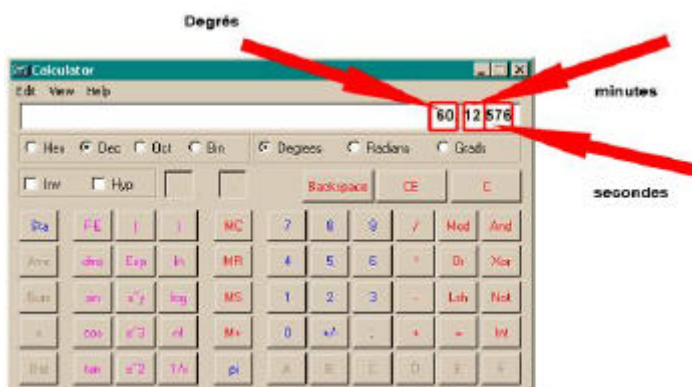 Degrés
Calculator
Edit View Help
60. 12 576
minutes
Hex Dec Oct Bin Degrees Radians Grads
secondes
Inv Hyp Backspace CE C
Sta F-E ( ) MC 7 8 9 / Mod And
Ave dms Exp ln MR 4 5 6 * Or Xor
Sum sin x^y log MS 1 2 3 - Lsh Not
s cos x^3 n! M+ 0 +/- . + = Int
Dat tan x^2 1/x pi A B C D E F